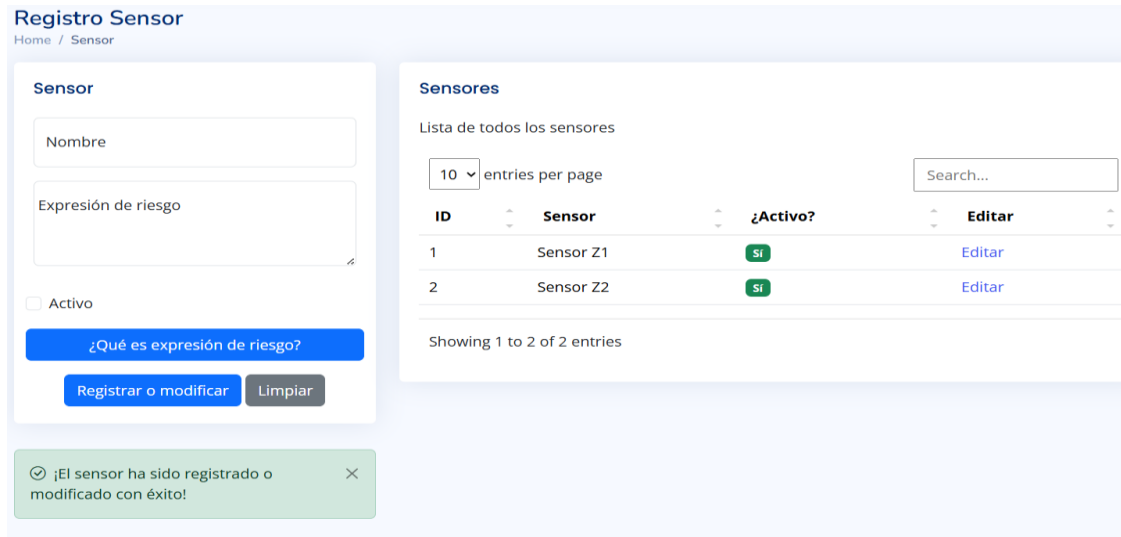 Registro Sensor
Home / Sensor
Sensor
Nombre
Expresión de riesgo
Activo
¿Qué es expresión de riesgo?
Registrar o modificar Limpiar
¡El sensor ha sido registrado o
modificado con éxito!
Sensores
Lista de todos los sensores
10 entries per page Search...
ID Sensor ¿Activo? Editar
1 Sensor Z1 Sí Editar
2 Sensor Z2 Sí Editar
Showing 1 to 2 of 2 entries